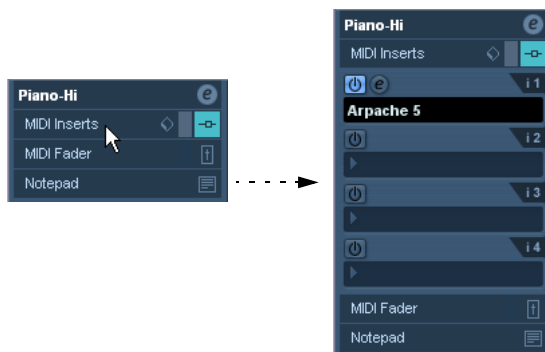 Piano-Hi
e
MIDI Inserts
MIDI Fader
Notepad
Piano-Hi
e
MIDI Inserts
e
i 1
Arpache 5
i 2
i 3
i 4
MIDI Fader
Notepad